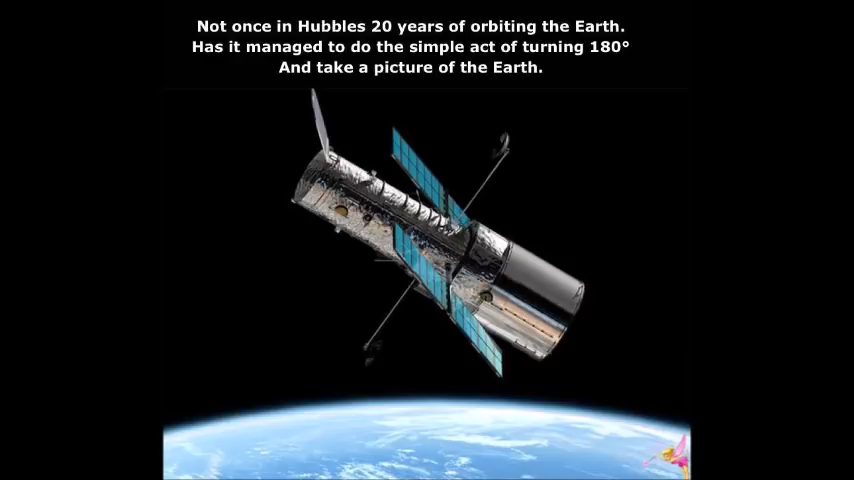 Not once in Hubbles 20 years of orbiting the Earth.
Has it managed to do the simple act of turning 180°
And take a picture of the Earth.